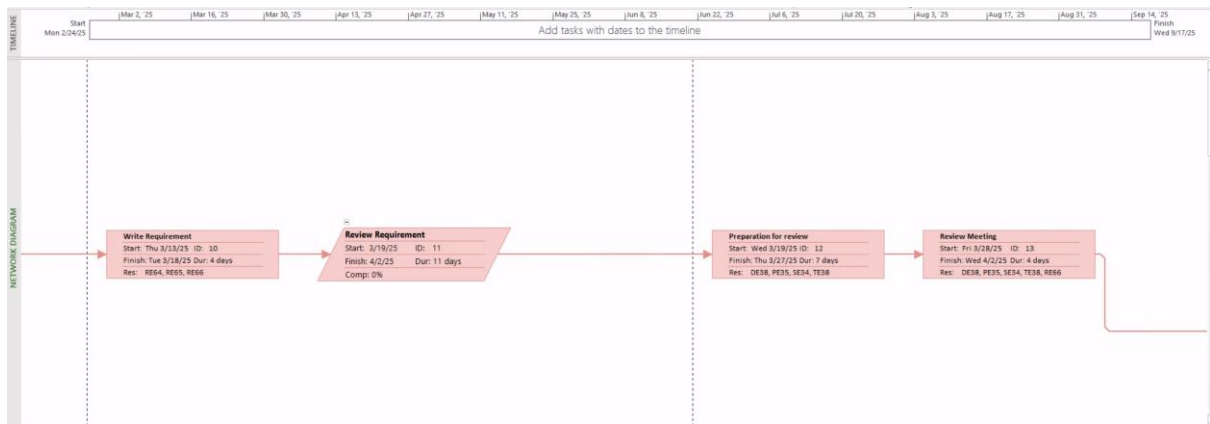 TIMELINE
Start
Mon 2/24/25
Mar 2, '25
Mar 16, '25
Mar 30, '25
Apr 13, '25
Apr 27, '25
May 11, '25
May 25, '25
Jun 8, '25
Jun 22, '25
Jul 6, '25
Jul 20, '25
Aug 3, '25
Aug 17, '25
Aug 31, '25
Sep 14, '25
Add tasks with dates to the timeline
Finish
Wed 9/17/25
NETWORK DIAGRAM
Write Requirement
Start: Thu 3/13/25 ID: 10
Finish: Tue 3/18/25 Dur: 4 days
Res: RE64, RE65, RE66
Review Requirement
Start: 3/19/25 ID: 11
Finish: 4/2/25 Dur: 11 days
Comp: 0%
Preparation for review
Start: Wed 3/19/25 ID: 12
Finish: Thu 3/27/25 Dur: 7 days
Res: DE38, PE35, SE34, TE38
Review Meeting
Start: Fri 3/28/25 ID: 13
Finish: Wed 4/2/25 Dur: 4 days
Res: DE38, PE35, SE34, TE38, RE66